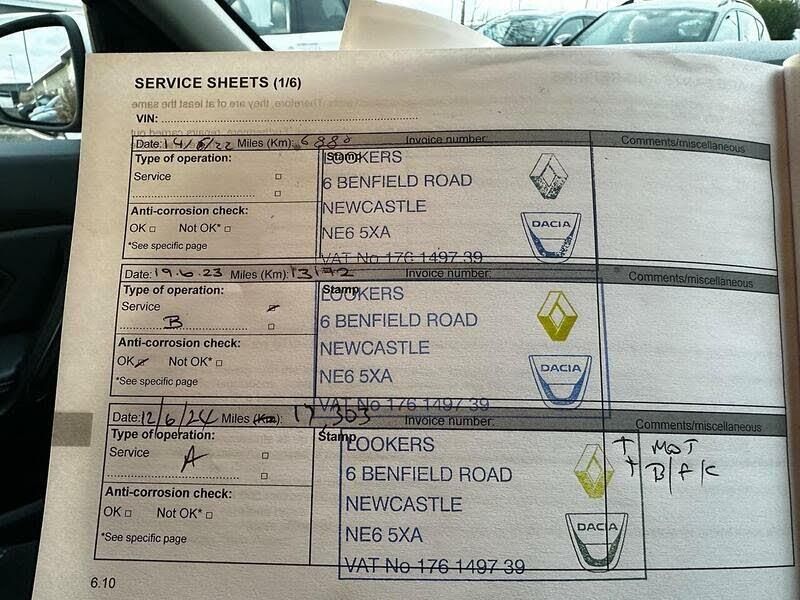 SERVICE SHEETS (1/6)
VIN:
Date: 14/6/22 Miles (Km): 6880 Invoice number: Comments/miscellaneous
Type of operation:
Service
Anti-corrosion check:
OK Not OK*
*See specific page
Stamp
LOOKERS
6 BENFIELD ROAD
NEWCASTLE
NE6 5XA
VAT No 176 1497 39
DACIA
Date: 19.6.23 Miles (Km): 13172 Invoice number: Comments/miscellaneous
Type of operation:
Service
B
Anti-corrosion check:
OK Not OK*
*See specific page
Stamp
LOOKERS
6 BENFIELD ROAD
NEWCASTLE
NE6 5XA
VAT No 176 1497 39
DACIA
Date: 12/6/24 Miles (Km): 17,303 Invoice number: Comments/miscellaneous
Type of operation:
Service
A
Anti-corrosion check:
OK Not OK*
*See specific page
Stamp
LOOKERS
6 BENFIELD ROAD
NEWCASTLE
NE6 5XA
VAT No 176 1497 39
DACIA
+ MOT
+ B/F/C
6.10